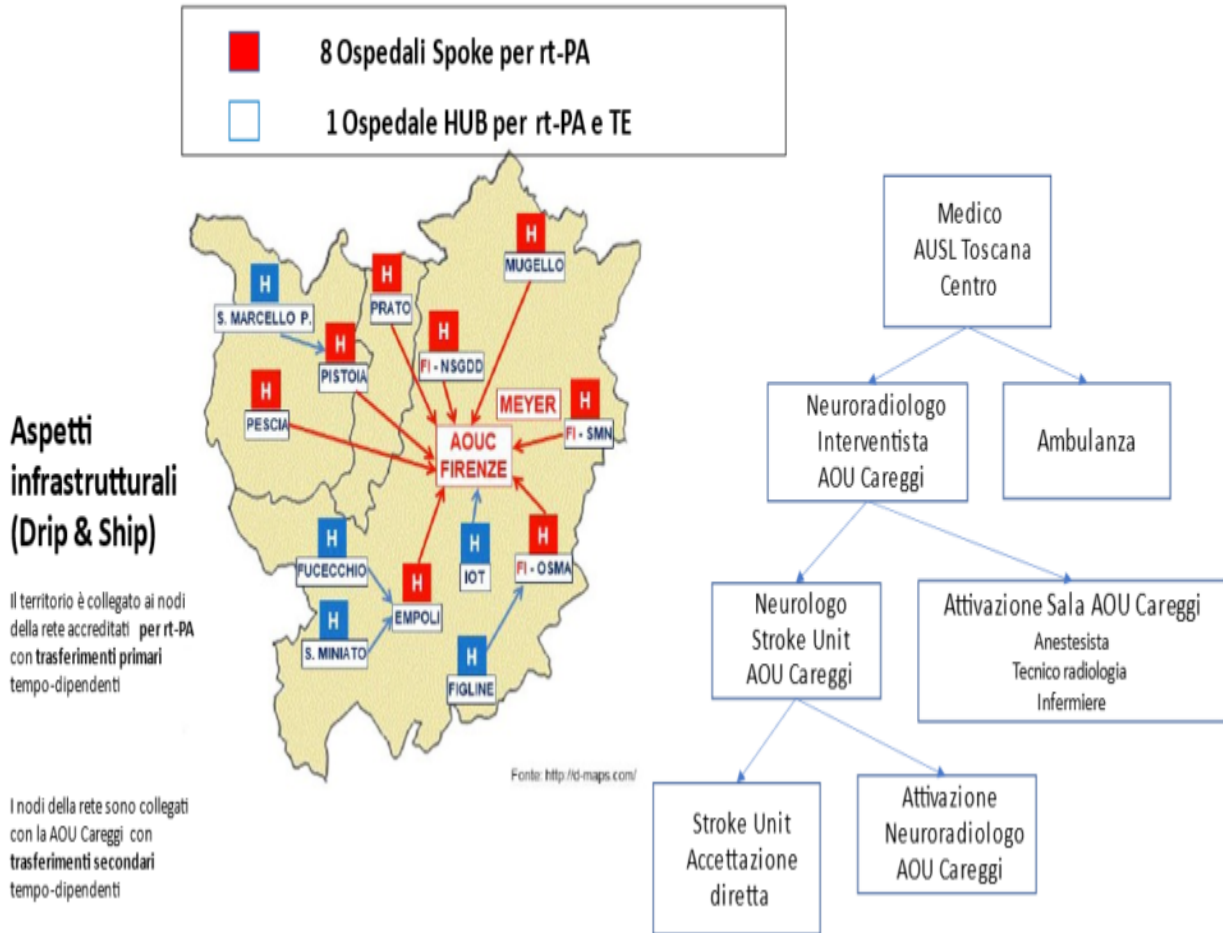 8 Ospedali Spoke per rt-PA
1 Ospedale HUB per rt-PA e TE
H
MUGELLO
H
S. MARCELLO P.
H
PRATO
H
PISTOIA
H
FI - NSGDD
H
PESCIA
MEYER
H
FI - SMN
AOUC
FIRENZE
H
FUCECCHIO
H
EMPOLI
H
IOT
H
FI - OSMA
H
S. MINIATO
H
FIGLINE
Fonte: http://d-maps.com/
Aspetti
infrastrutturali
(Drip & Ship)
Il territorio è collegato ai nodi
della rete accreditati per rt-PA
con trasferimenti primari
tempo-dipendenti
I nodi della rete sono collegati
con la AOU Careggi con
trasferimenti secondari
tempo-dipendenti
Medico
AUSL Toscana
Centro
Neuroradiologo
Interventista
AOU Careggi
Ambulanza
Neurologo
Stroke Unit
AOU Careggi
Attivazione Sala AOU Careggi
Anestesista
Tecnico radiologia
Infermiere
Stroke Unit
Accettazione
diretta
Attivazione
Neuroradiologo
AOU Careggi